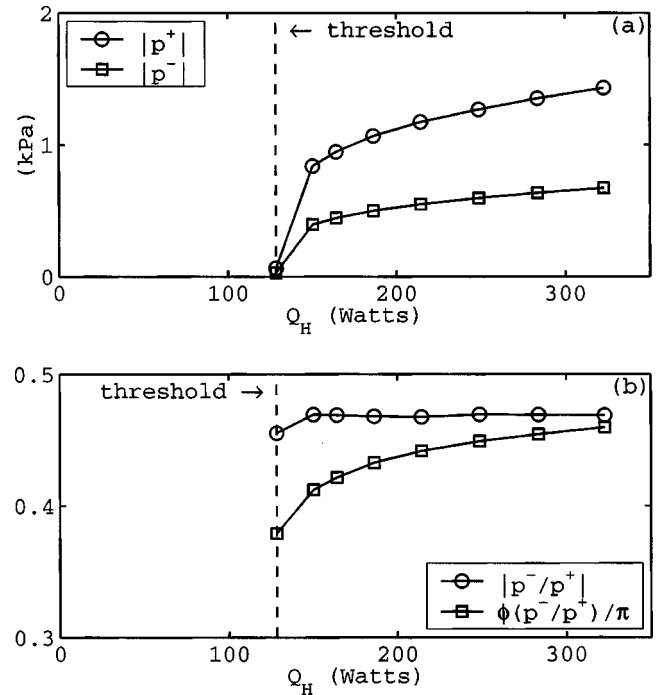 2
← threshold
(a)
|p⁺|
|p⁻|
1
(kPa)
0
0 100 200 300
Q_H (Watts)
0.5
threshold →
(b)
0.4
|p⁻/p⁺|
ϕ(p⁻/p⁺)/π
0.3
0 100 200 300
Q_H (Watts)